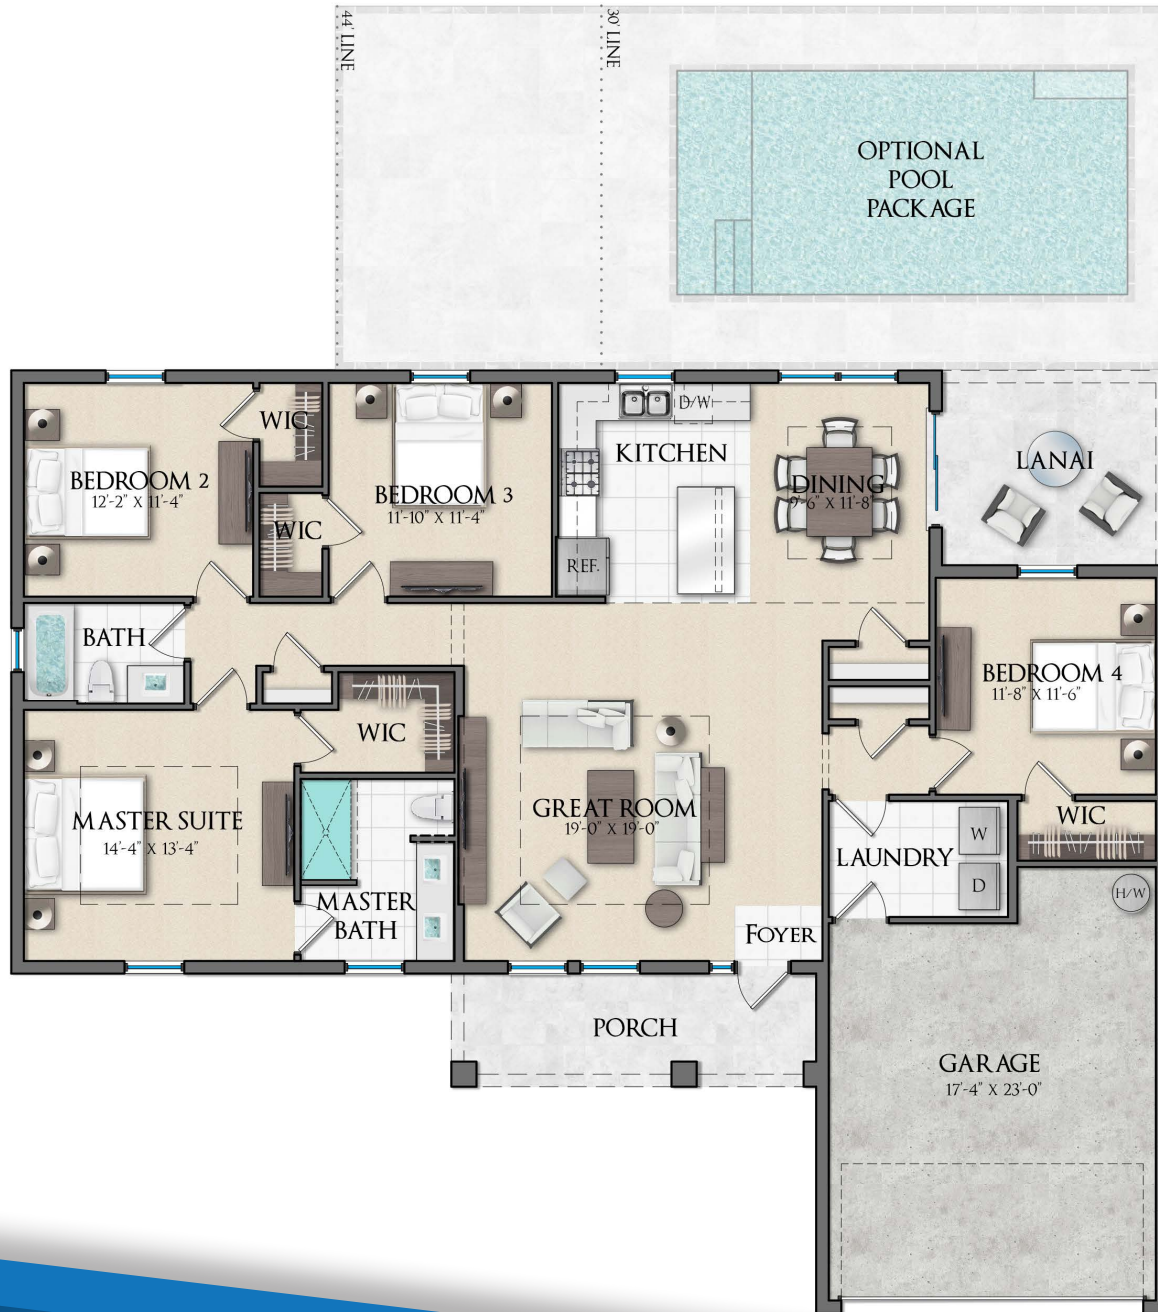 44' LINE
30' LINE
OPTIONAL
POOL
PACKAGE
WIC
D/W
KITCHEN
LANAI
BEDROOM 2
12'-2" X 11'-4"
BEDROOM 3
11'-10" X 11'-4"
DINING
9'-6" X 11'-8"
WIC
REF.
BATH
BEDROOM 4
11'-8" X 11'-6"
WIC
MASTER SUITE
14'-4" X 13'-4"
GREAT ROOM
19'-0" X 19'-0"
WIC
W
LAUNDRY
D
H/W
MASTER
BATH
FOYER
PORCH
GARAGE
17'-4" X 23'-0"